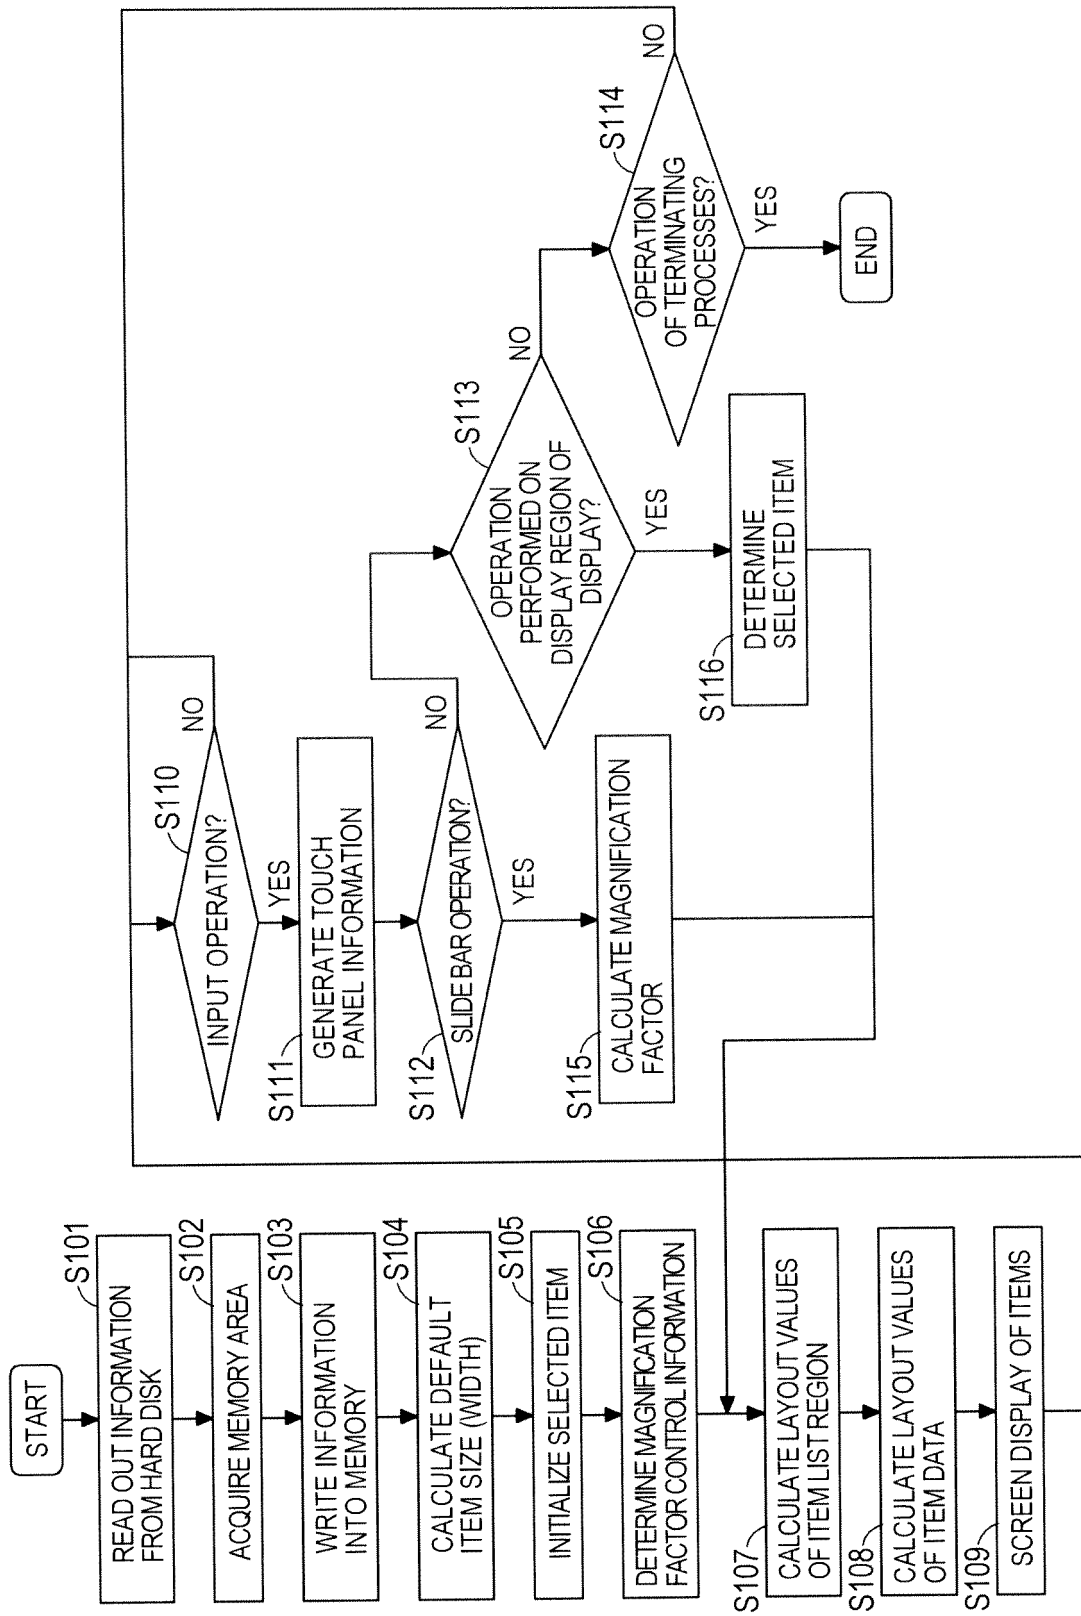 START
S101
READ OUT INFORMATION
FROM HARD DISK
S102
ACQUIRE MEMORY AREA
S103
WRITE INFORMATION
INTO MEMORY
S104
CALCULATE DEFAULT
ITEM SIZE (WIDTH)
S105
INITIALIZE SELECTED ITEM
S106
DETERMINE MAGNIFICATION
FACTOR CONTROL INFORMATION
S107
CALCULATE LAYOUT VALUES
OF ITEM LIST REGION
S108
CALCULATE LAYOUT VALUES
OF ITEM DATA
S109
SCREEN DISPLAY OF ITEMS
S110
INPUT OPERATION?
NO
YES
S111
GENERATE TOUCH
PANEL INFORMATION
S112
SLIDE BAR OPERATION?
NO
YES
S115
CALCULATE MAGNIFICATION
FACTOR
S113
OPERATION
PERFORMED ON
DISPLAY REGION OF
DISPLAY?
NO
YES
S116
DETERMINE
SELECTED ITEM
S114
OPERATION
OF TERMINATING
PROCESSES?
NO
YES
END